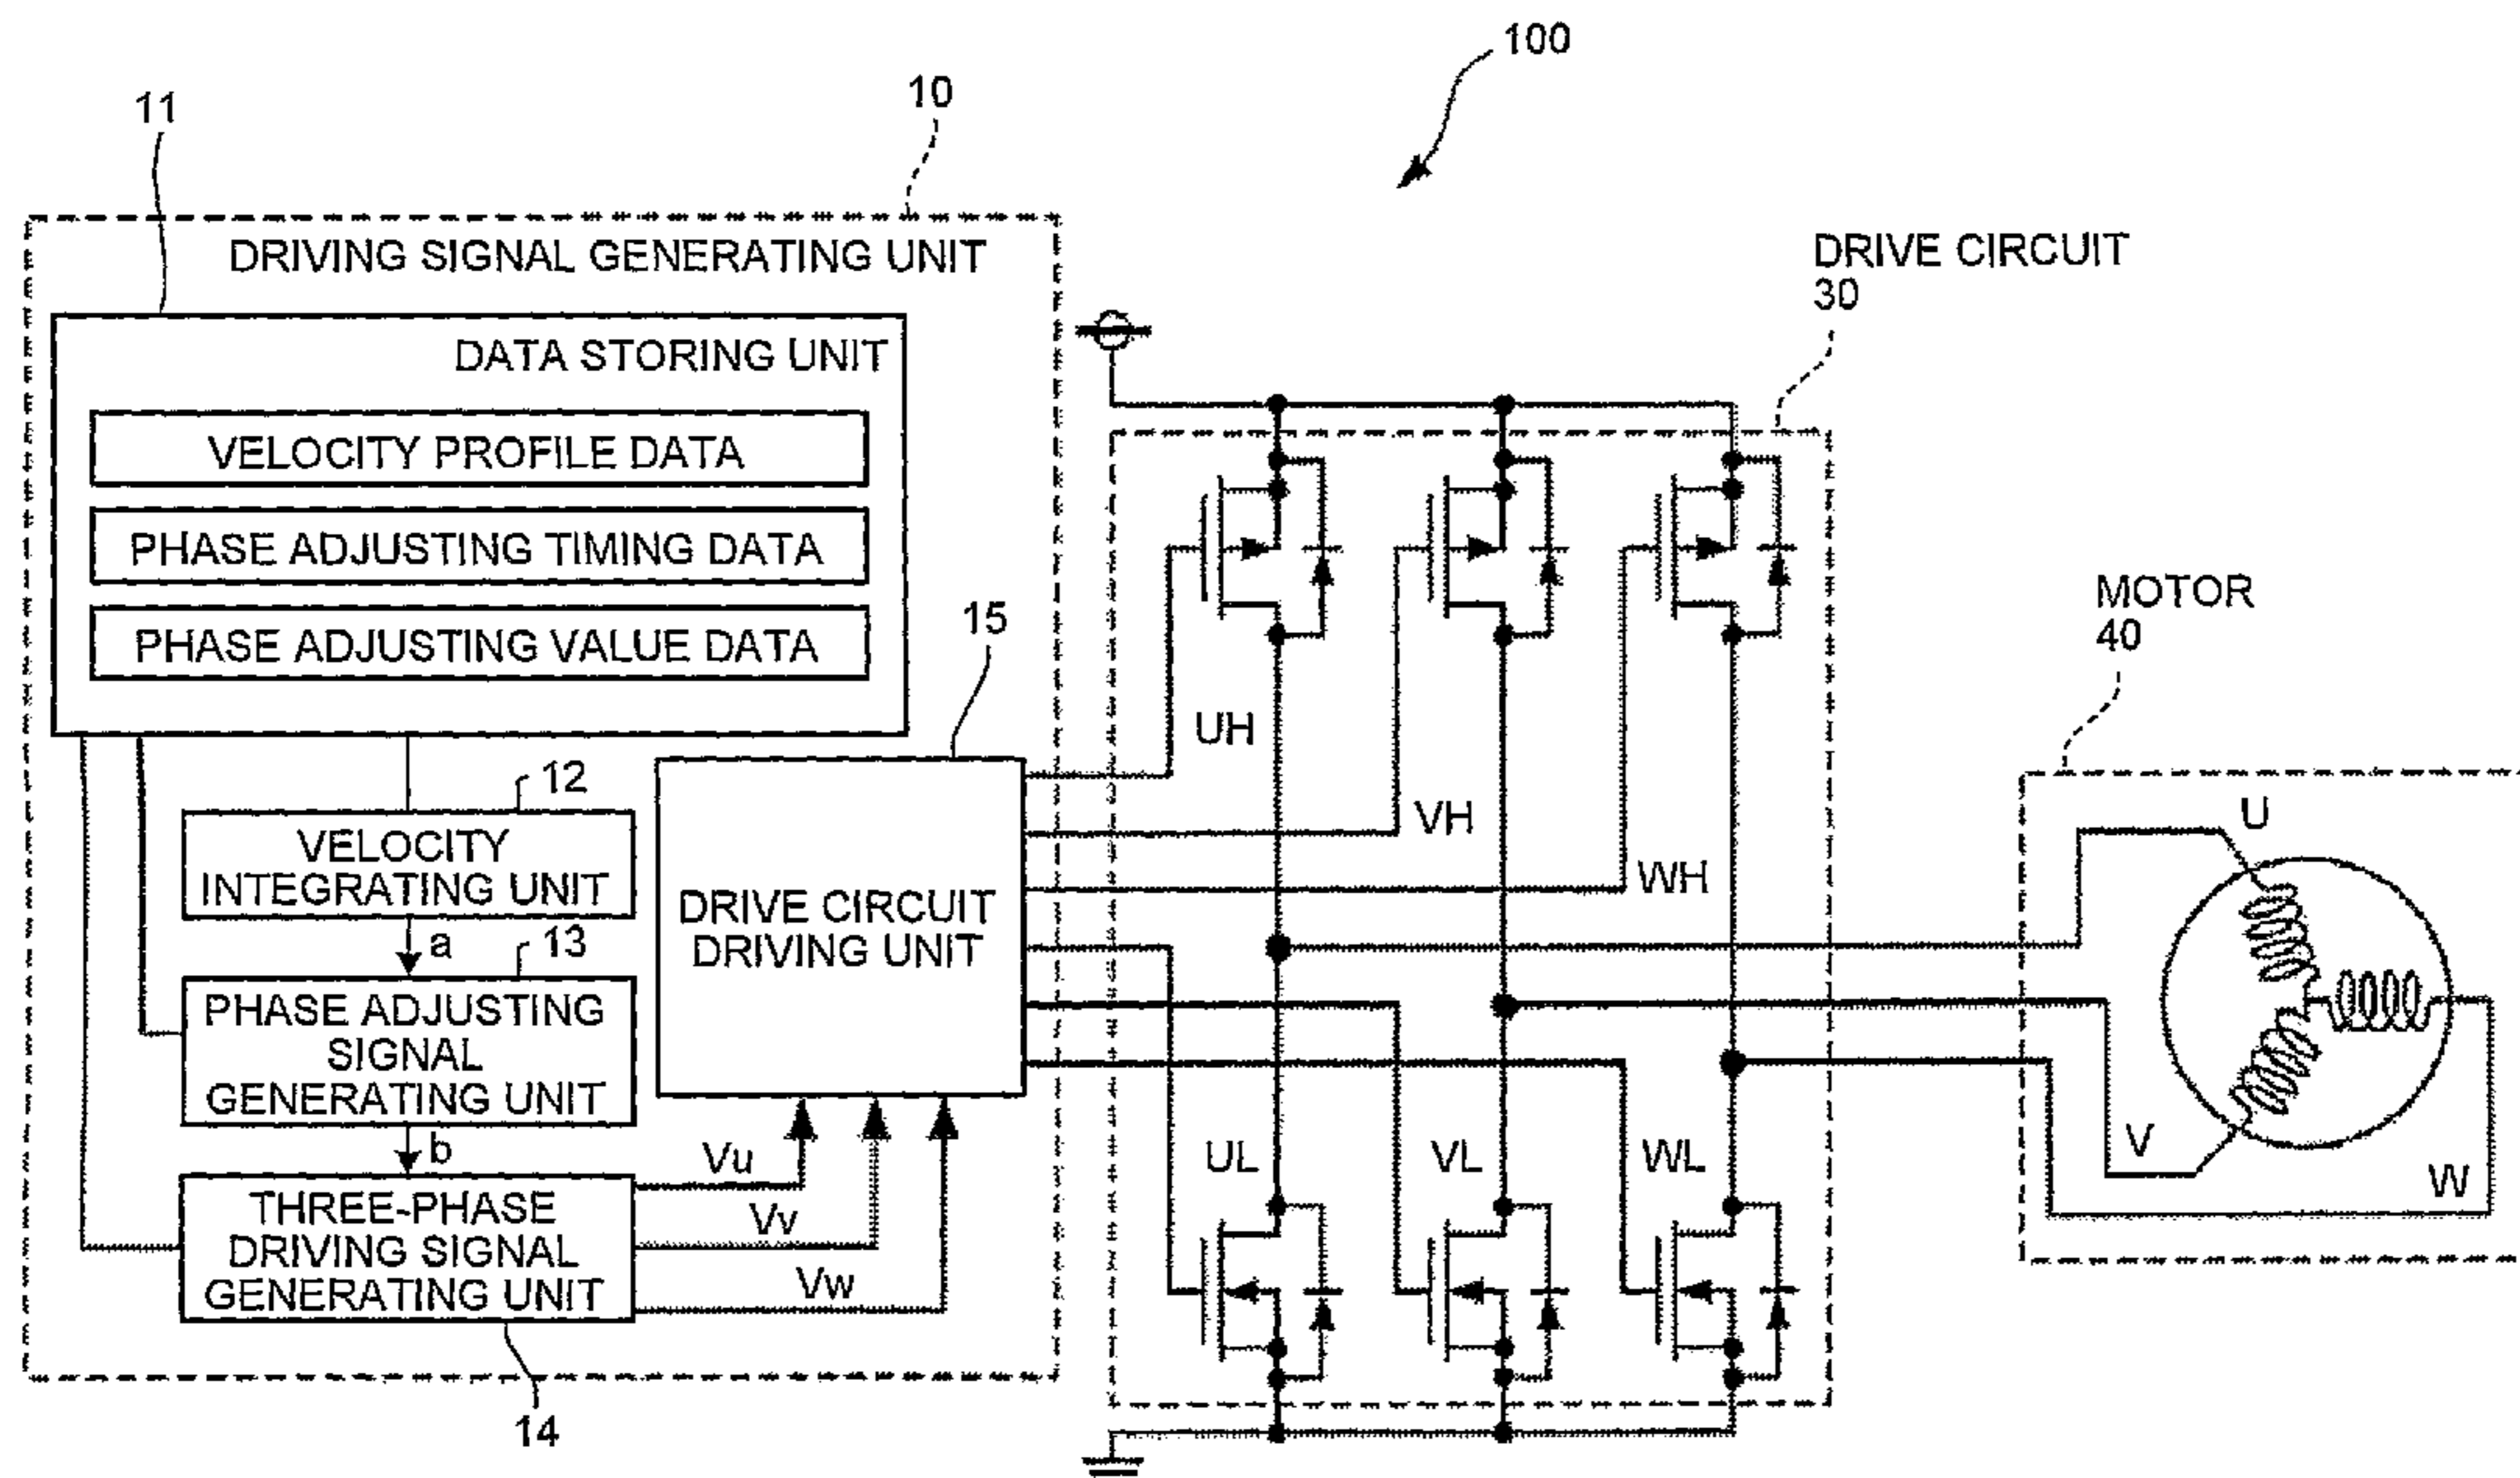 100
11
10
DRIVING SIGNAL GENERATING UNIT
DRIVE CIRCUIT
30
DATA STORING UNIT
VELOCITY PROFILE DATA
PHASE ADJUSTING TIMING DATA
PHASE ADJUSTING VALUE DATA
15
MOTOR
40
UH
12
VELOCITY
INTEGRATING UNIT
VH
U
WH
DRIVE CIRCUIT
DRIVING UNIT
a
13
PHASE ADJUSTING
SIGNAL
GENERATING UNIT
b
Vu
UL
VL
WL
V
W
THREE-PHASE
DRIVING SIGNAL
GENERATING UNIT
Vv
Vw
14